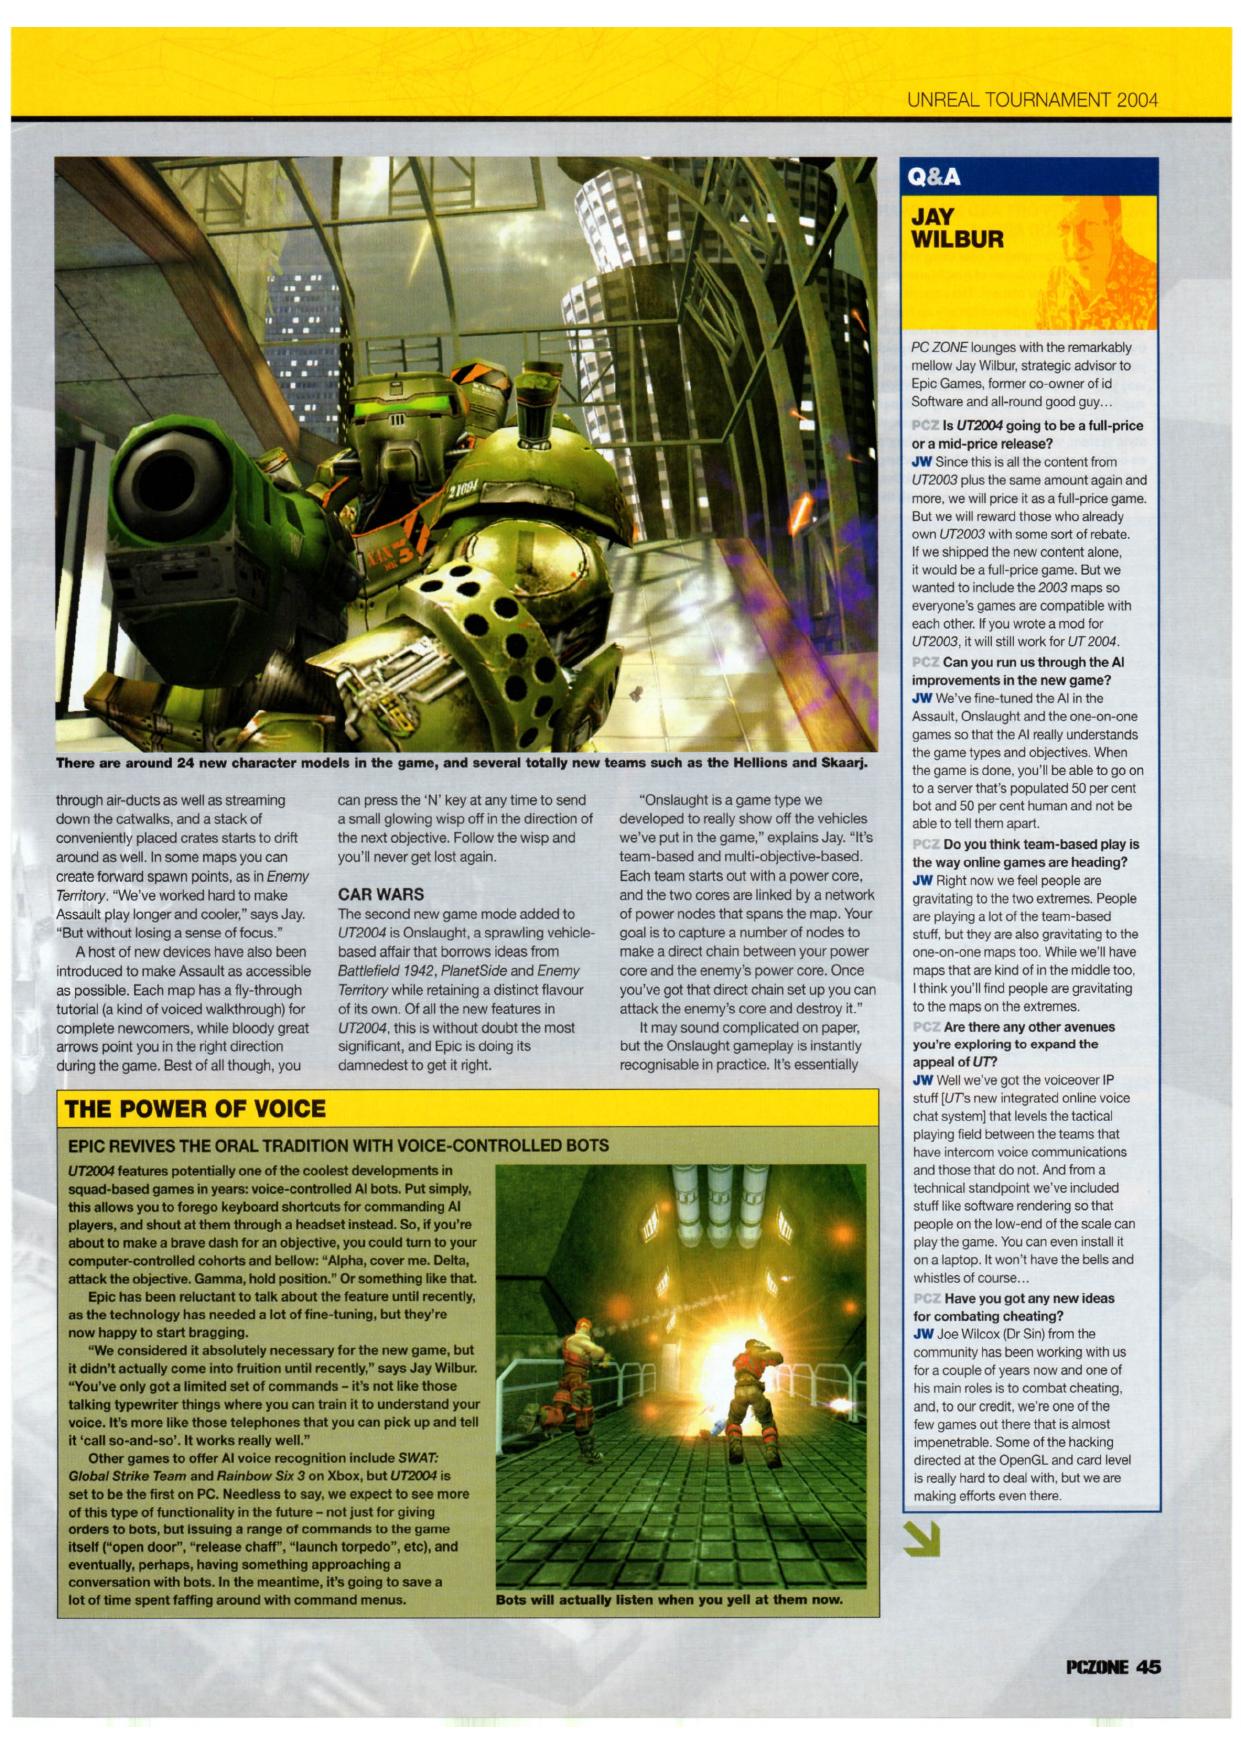 UNREAL TOURNAMENT 2004
21094
There are around 24 new character models in the game, and several totally new teams such as the Hellions and Skaarj.
through air-ducts as well as streaming
down the catwalks, and a stack of
conveniently placed crates starts to drift
around as well. In some maps you can
create forward spawn points, as in Enemy
Territory. “We’ve worked hard to make
Assault play longer and cooler,” says Jay.
“But without losing a sense of focus.”
A host of new devices have also been
introduced to make Assault as accessible
as possible. Each map has a fly-through
tutorial (a kind of voiced walkthrough) for
complete newcomers, while bloody great
arrows point you in the right direction
during the game. Best of all though, you
can press the ‘N’ key at any time to send
a small glowing wisp off in the direction of
the next objective. Follow the wisp and
you’ll never get lost again.
CAR WARS
The second new game mode added to
UT2004 is Onslaught, a sprawling vehicle-
based affair that borrows ideas from
Battlefield 1942, PlanetSide and Enemy
Territory while retaining a distinct flavour
of its own. Of all the new features in
UT2004, this is without doubt the most
significant, and Epic is doing its
damnedest to get it right.
“Onslaught is a game type we
developed to really show off the vehicles
we’ve put in the game,” explains Jay. “It’s
team-based and multi-objective-based.
Each team starts out with a power core,
and the two cores are linked by a network
of power nodes that spans the map. Your
goal is to capture a number of nodes to
make a direct chain between your power
core and the enemy’s power core. Once
you’ve got that direct chain set up you can
attack the enemy’s core and destroy it.”
It may sound complicated on paper,
but the Onslaught gameplay is instantly
recognisable in practice. It’s essentially
THE POWER OF VOICE
EPIC REVIVES THE ORAL TRADITION WITH VOICE-CONTROLLED BOTS
UT2004 features potentially one of the coolest developments in
squad-based games in years: voice-controlled AI bots. Put simply,
this allows you to forego keyboard shortcuts for commanding AI
players, and shout at them through a headset instead. So, if you’re
about to make a brave dash for an objective, you could turn to your
computer-controlled cohorts and bellow: “Alpha, cover me. Delta,
attack the objective. Gamma, hold position.” Or something like that.
Epic has been reluctant to talk about the feature until recently,
as the technology has needed a lot of fine-tuning, but they’re
now happy to start bragging.
“We considered it absolutely necessary for the new game, but
it didn’t actually come into fruition until recently,” says Jay Wilbur.
“You’ve only got a limited set of commands – it’s not like those
talking typewriter things where you can train it to understand your
voice. It’s more like those telephones that you can pick up and tell
it ‘call so-and-so’. It works really well.”
Other games to offer AI voice recognition include SWAT:
Global Strike Team and Rainbow Six 3 on Xbox, but UT2004 is
set to be the first on PC. Needless to say, we expect to see more
of this type of functionality in the future – not just for giving
orders to bots, but issuing a range of commands to the game
itself (“open door”, “release chaff”, “launch torpedo”, etc), and
eventually, perhaps, having something approaching a
conversation with bots. In the meantime, it’s going to save a
lot of time spent faffing around with command menus.
Bots will actually listen when you yell at them now.
Q&A
JAY
WILBUR
PC ZONE lounges with the remarkably
mellow Jay Wilbur, strategic advisor to
Epic Games, former co-owner of id
Software and all-round good guy…
PCZ Is UT2004 going to be a full-price
or a mid-price release?
JW Since this is all the content from
UT2003 plus the same amount again and
more, we will price it as a full-price game.
But we will reward those who already
own UT2003 with some sort of rebate.
If we shipped the new content alone,
it would be a full-price game. But we
wanted to include the 2003 maps so
everyone’s games are compatible with
each other. If you wrote a mod for
UT2003, it will still work for UT 2004.
PCZ Can you run us through the AI
improvements in the new game?
JW We’ve fine-tuned the AI in the
Assault, Onslaught and the one-on-one
games so that the AI really understands
the game types and objectives. When
the game is done, you’ll be able to go on
to a server that’s populated 50 per cent
bot and 50 per cent human and not be
able to tell them apart.
PCZ Do you think team-based play is
the way online games are heading?
JW Right now we feel people are
gravitating to the two extremes. People
are playing a lot of the team-based
stuff, but they are also gravitating to the
one-on-one maps too. While we’ll have
maps that are kind of in the middle too,
I think you’ll find people are gravitating
to the maps on the extremes.
PCZ Are there any other avenues
you’re exploring to expand the
appeal of UT?
JW Well we’ve got the voiceover IP
stuff [UT’s new integrated online voice
chat system] that levels the tactical
playing field between the teams that
have intercom voice communications
and those that do not. And from a
technical standpoint we’ve included
stuff like software rendering so that
people on the low-end of the scale can
play the game. You can even install it
on a laptop. It won’t have the bells and
whistles of course…
PCZ Have you got any new ideas
for combating cheating?
JW Joe Wilcox (Dr Sin) from the
community has been working with us
for a couple of years now and one of
his main roles is to combat cheating,
and, to our credit, we’re one of the
few games out there that is almost
impenetrable. Some of the hacking
directed at the OpenGL and card level
is really hard to deal with, but we are
making efforts even there.
PCZONE 45